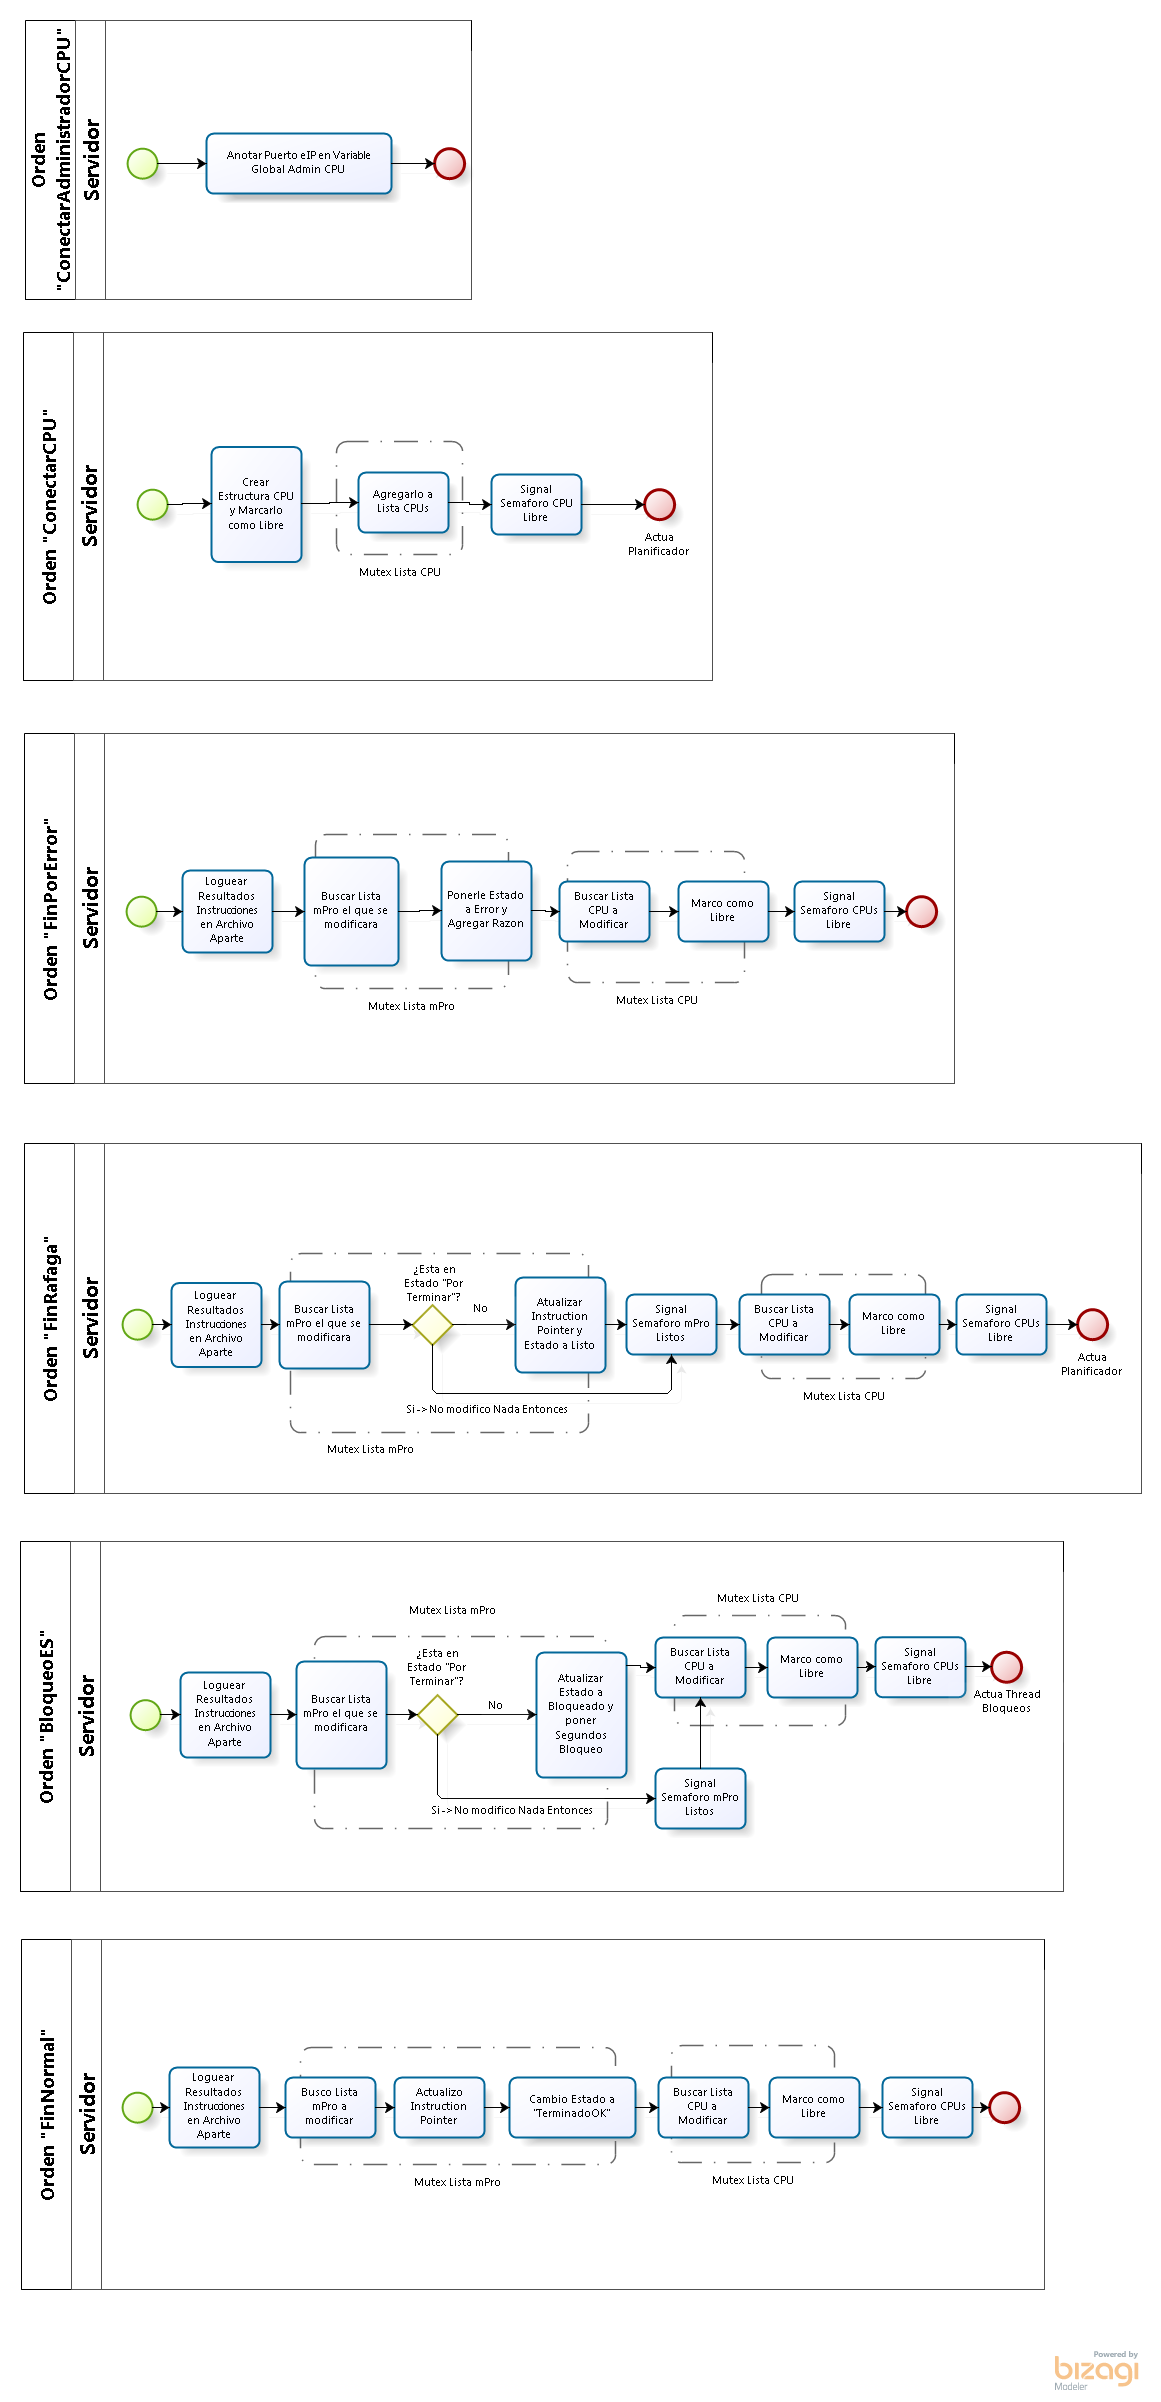 Orden
"ConectarAdministradorCPU"
Servidor
Anotar Puerto eIP en Variable
Global Admin CPU
Orden "ConectarCPU"
Servidor
Crear
Estructura CPU
y Marcarlo
como Libre
Agregarlo a
Lista CPUs
Mutex Lista CPU
Signal
Semaforo CPU
Libre
Actua
Planificador
Orden "FinPorError"
Servidor
Loguear
Resultados
Instrucciones
en Archivo
Aparte
Buscar Lista
mPro el que se
modificara
Ponerle Estado
a Error y
Agregar Razon
Mutex Lista mPro
Buscar Lista
CPU a
Modificar
Marco como
Libre
Mutex Lista CPU
Signal
Semaforo CPUs
Libre
Orden "FinRafaga"
Servidor
Loguear
Resultados
Instrucciones
en Archivo
Aparte
Buscar Lista
mPro el que se
modificara
¿Esta en
Estado "Por
Terminar"?
No
Si -> No modifico Nada Entonces
Atualizar
Instruction
Pointer y
Estado a Listo
Mutex Lista mPro
Signal
Semaforo mPro
Listos
Buscar Lista
CPU a
Modificar
Marco como
Libre
Mutex Lista CPU
Signal
Semaforo CPUs
Libre
Actua
Planificador
Orden "BloqueoES"
Servidor
Loguear
Resultados
Instrucciones
en Archivo
Aparte
Mutex Lista mPro
Buscar Lista
mPro el que se
modificara
¿Esta en
Estado "Por
Terminar"?
No
Si -> No modifico Nada Entonces
Atualizar
Estado a
Bloqueado y
poner
Segundos
Bloqueo
Signal
Semaforo mPro
Listos
Mutex Lista CPU
Buscar Lista
CPU a
Modificar
Marco como
Libre
Signal
Semaforo CPUs
Libre
Actua Thread
Bloqueos
Orden "FinNormal"
Servidor
Loguear
Resultados
Instrucciones
en Archivo
Aparte
Busco Lista
mPro a
modificar
Actualizo
Instruction
Pointer
Cambio Estado a
"TerminadoOK"
Mutex Lista mPro
Buscar Lista
CPU a
Modificar
Marco como
Libre
Mutex Lista CPU
Signal
Semaforo CPUs
Libre
Powered by
bizagi
Modeler